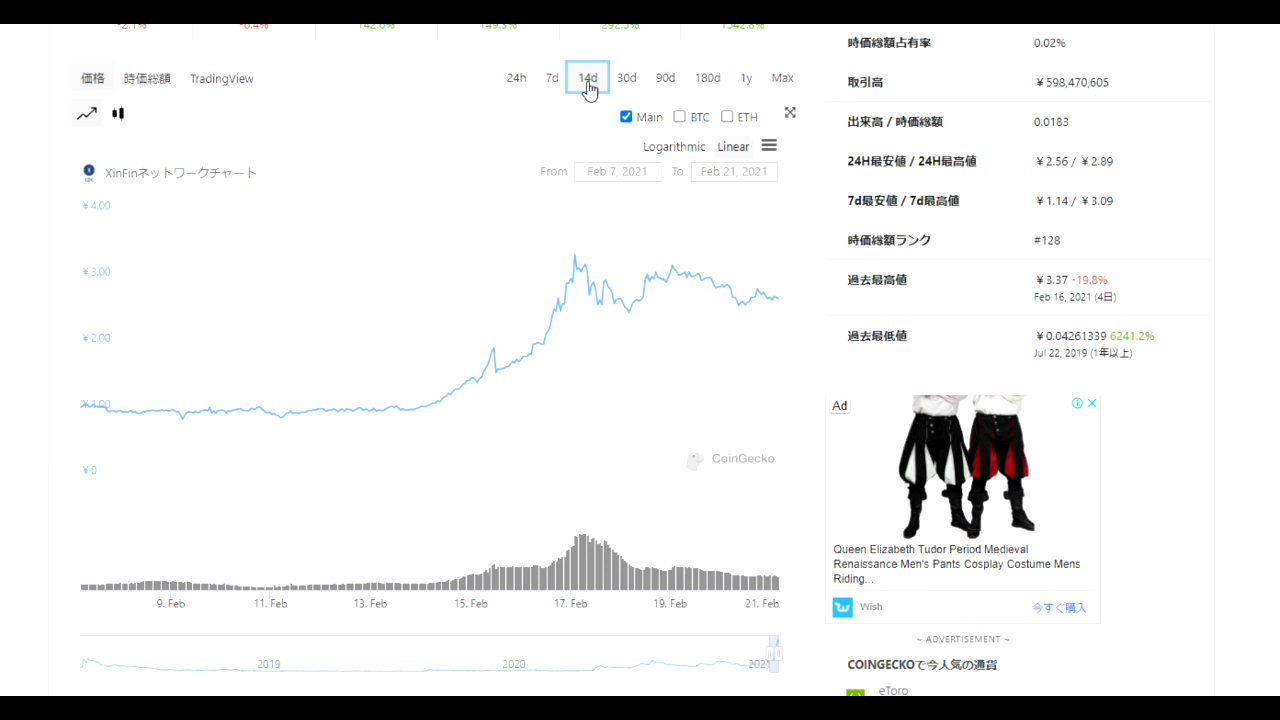 価格 時価総額 TradingView 24h 7d 14d 30d 90d 180d 1y Max
Main BTC ETH
Logarithmic Linear
XinFinネットワークチャート From Feb 7, 2021 To Feb 21, 2021
¥4.00
¥3.00
¥2.00
¥1.00
¥0
CoinGecko
9. Feb 11. Feb 13. Feb 15. Feb 17. Feb 19. Feb 21. Feb
2019 2020 2021
時価総額占有率 0.02%
取引高 ¥598,470,605
出来高 / 時価総額 0.0183
24H最安値 / 24H最高値 ¥2.56 / ¥2.89
7d最安値 / 7d最高値 ¥1.14 / ¥3.09
時価総額ランク #128
過去最高値 ¥3.37 -19.8%
Feb 16, 2021 (4日)
過去最低値 ¥0.04261339 6241.2%
Jul 22, 2019 (1年以上)
Ad
Queen Elizabeth Tudor Period Medieval
Renaissance Men's Pants Cosplay Costume Mens
Riding...
Wish 今すぐ購入
~ ADVERTISEMENT ~
COINGECKOで今人気の通貨
eToro